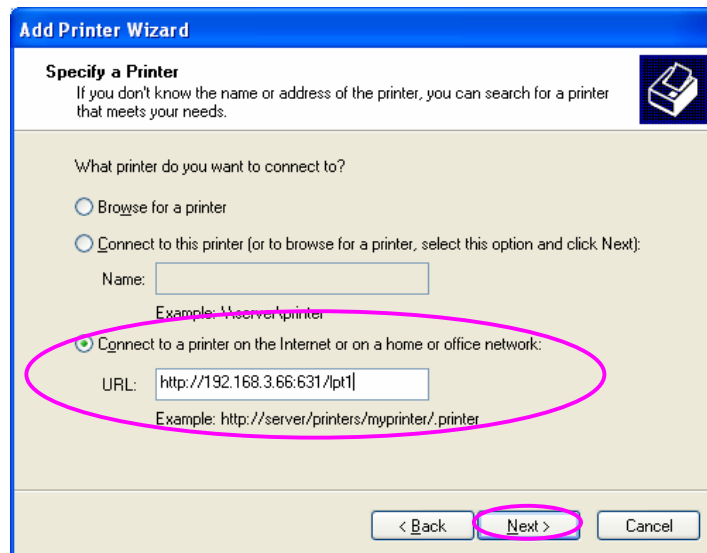 Add Printer Wizard
Specify a Printer
If you don't know the name or address of the printer, you can search for a printer
that meets your needs.
What printer do you want to connect to?
Browse for a printer
Connect to this printer (or to browse for a printer, select this option and click Next):
Name:
Example: \\server\printer
Connect to a printer on the Internet or on a home or office network:
URL: http://192.168.3.66:631/lpt1
Example: http://server/printers/myprinter/.printer
< Back Next > Cancel